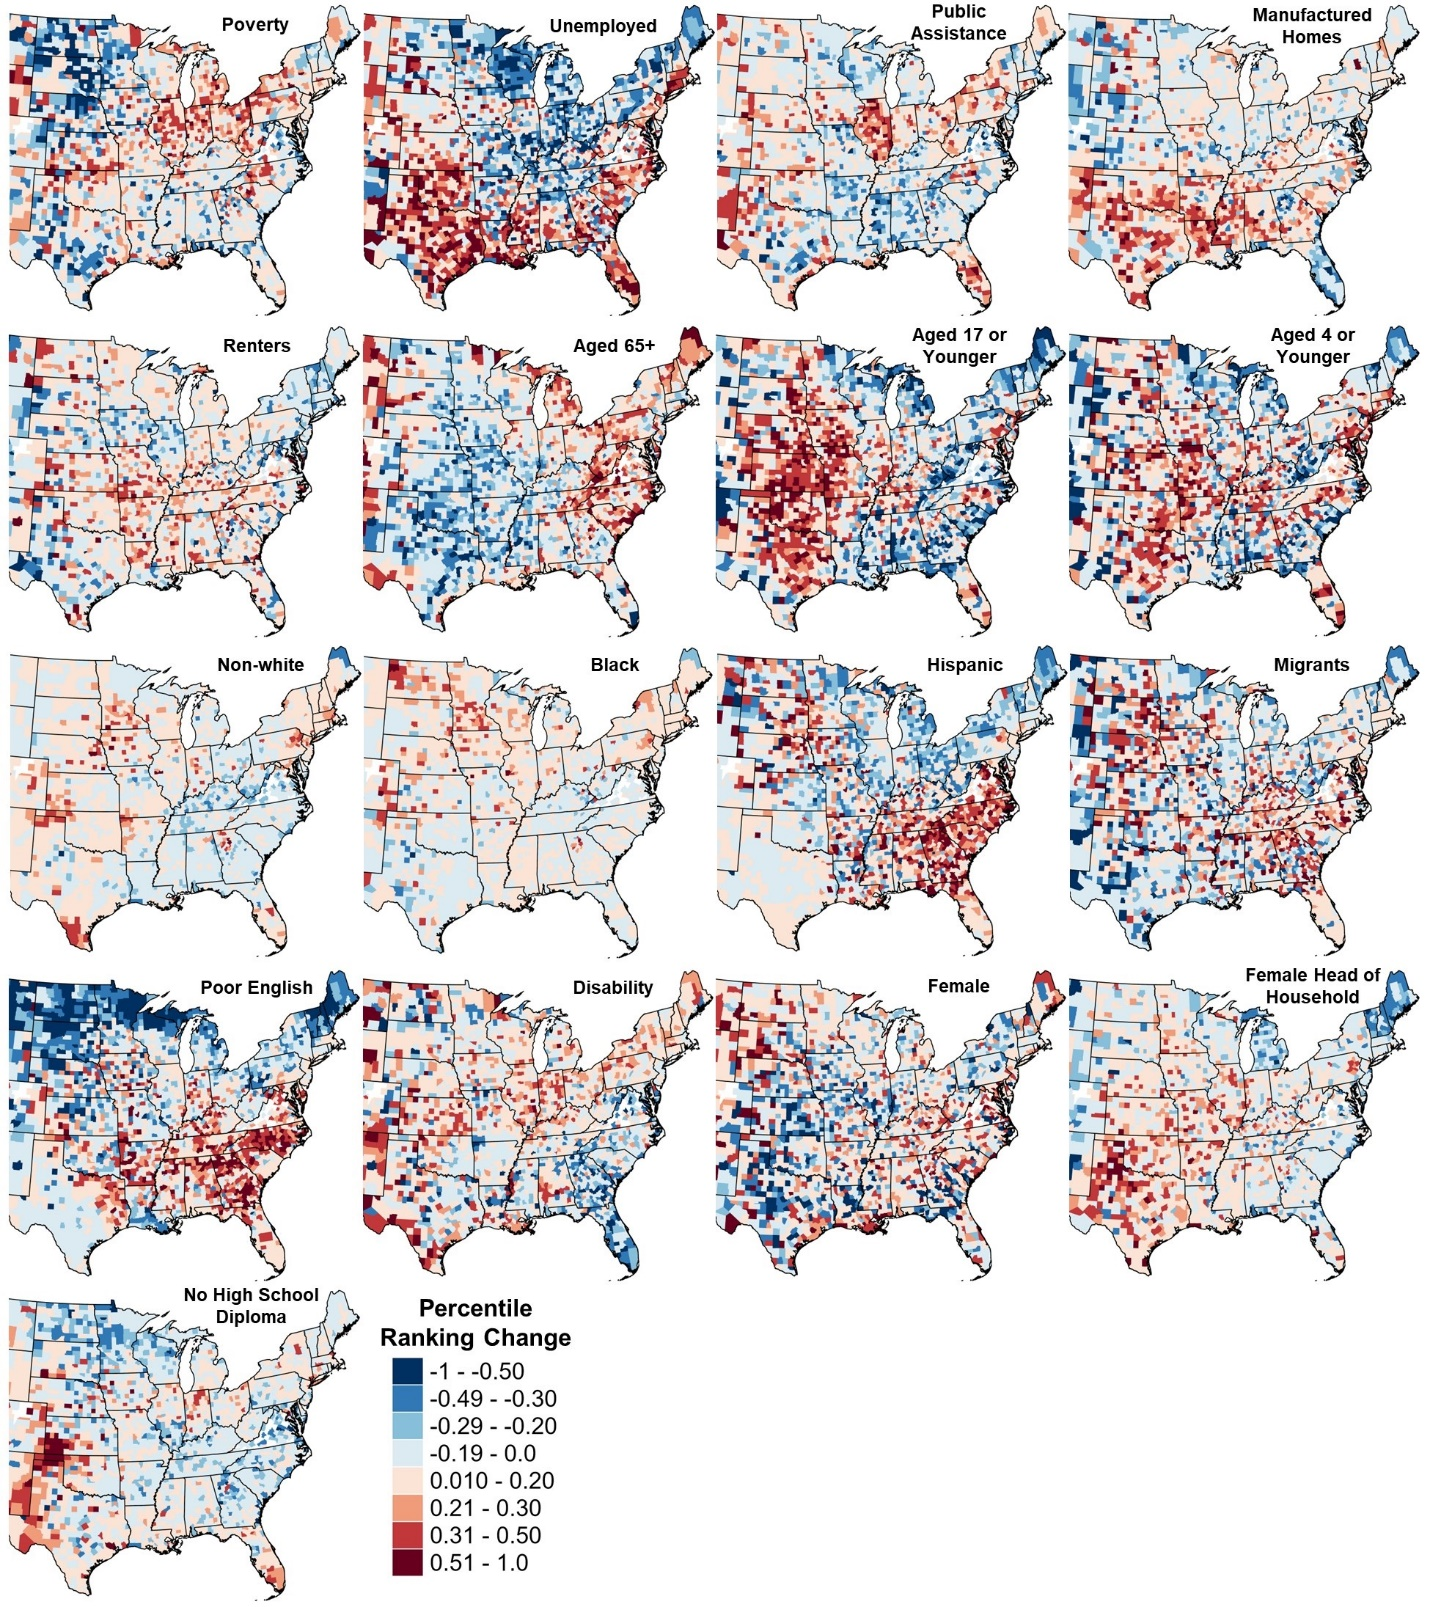 Poverty
Unemployed
Public
Assistance
Manufactured
Homes
Renters
Aged 65+
Aged 17 or
Younger
Aged 4 or
Younger
Non-white
Black
Hispanic
Migrants
Poor English
Disability
Female
Female Head of
Household
No High School
Diploma
Percentile
Ranking Change
-1 - -0.50
-0.49 - -0.30
-0.29 - -0.20
-0.19 - 0.0
0.010 - 0.20
0.21 - 0.30
0.31 - 0.50
0.51 - 1.0